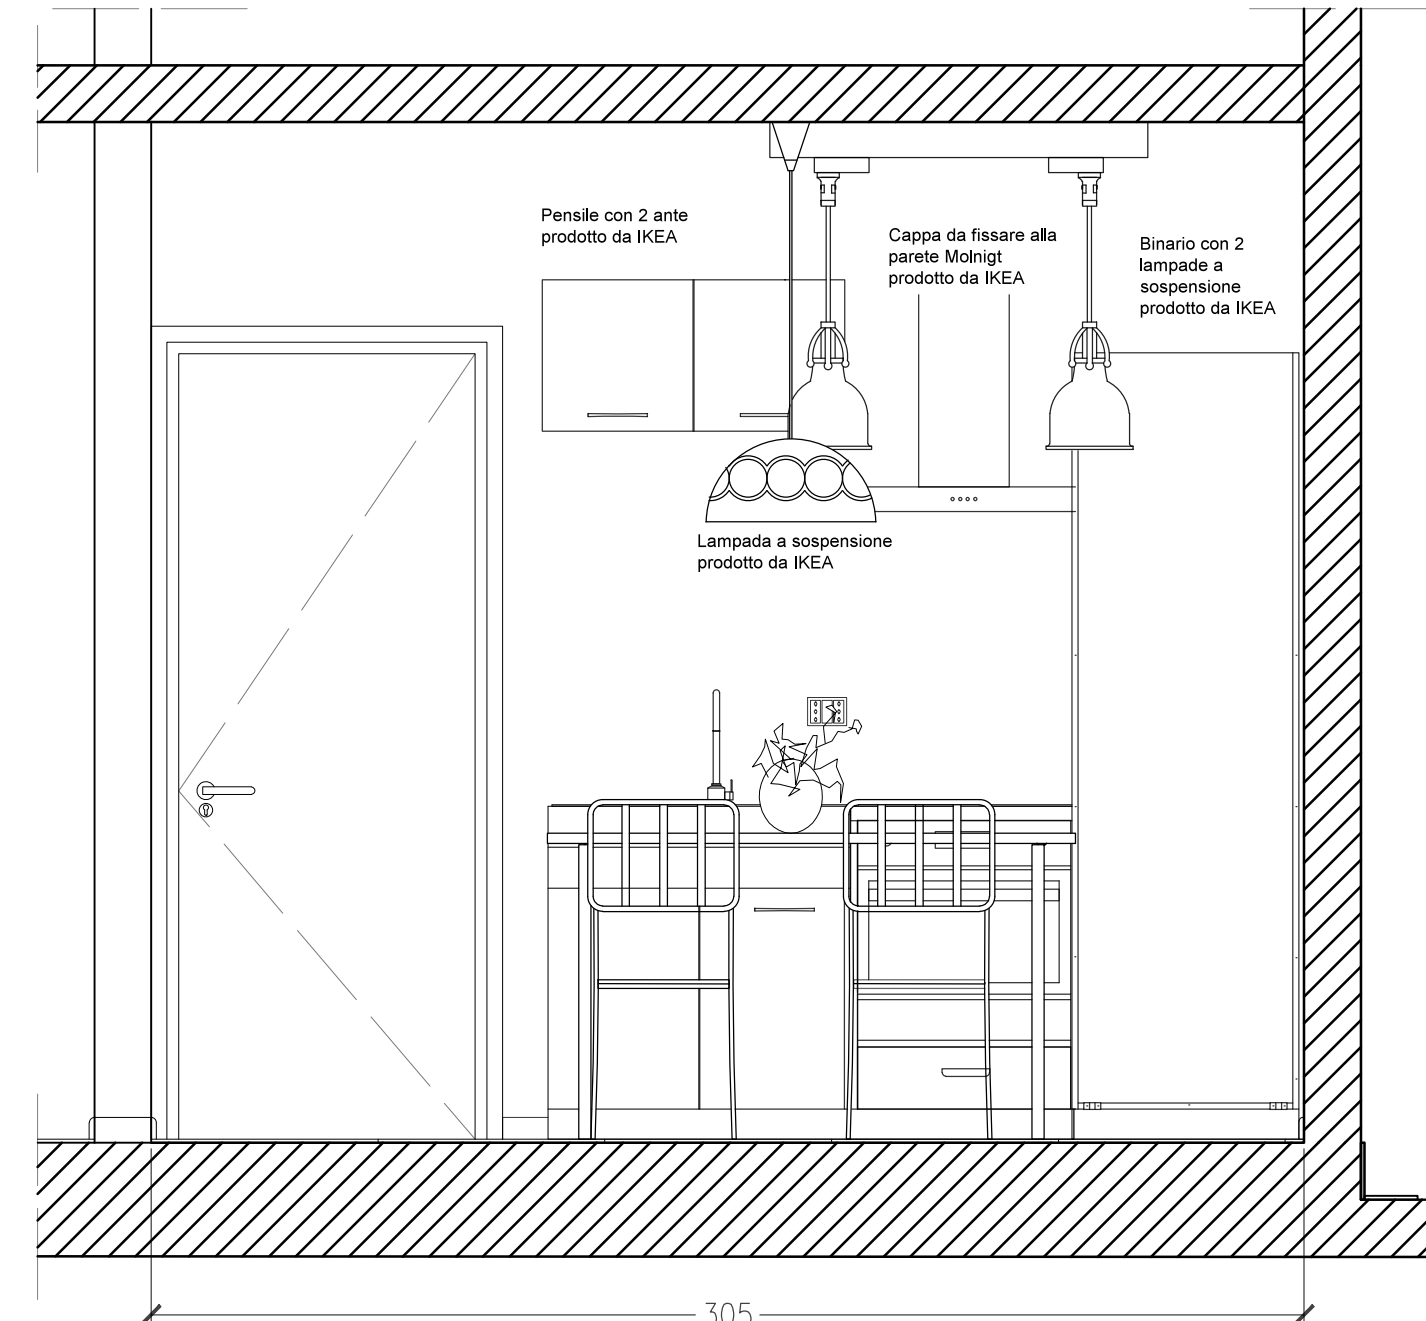 Pensile con 2 ante
prodotto da IKEA
Cappa da fissare alla
parete Molnigt
prodotto da IKEA
Binario con 2
lampade a
sospensione
prodotto da IKEA
Lampada a sospensione
prodotto da IKEA
305